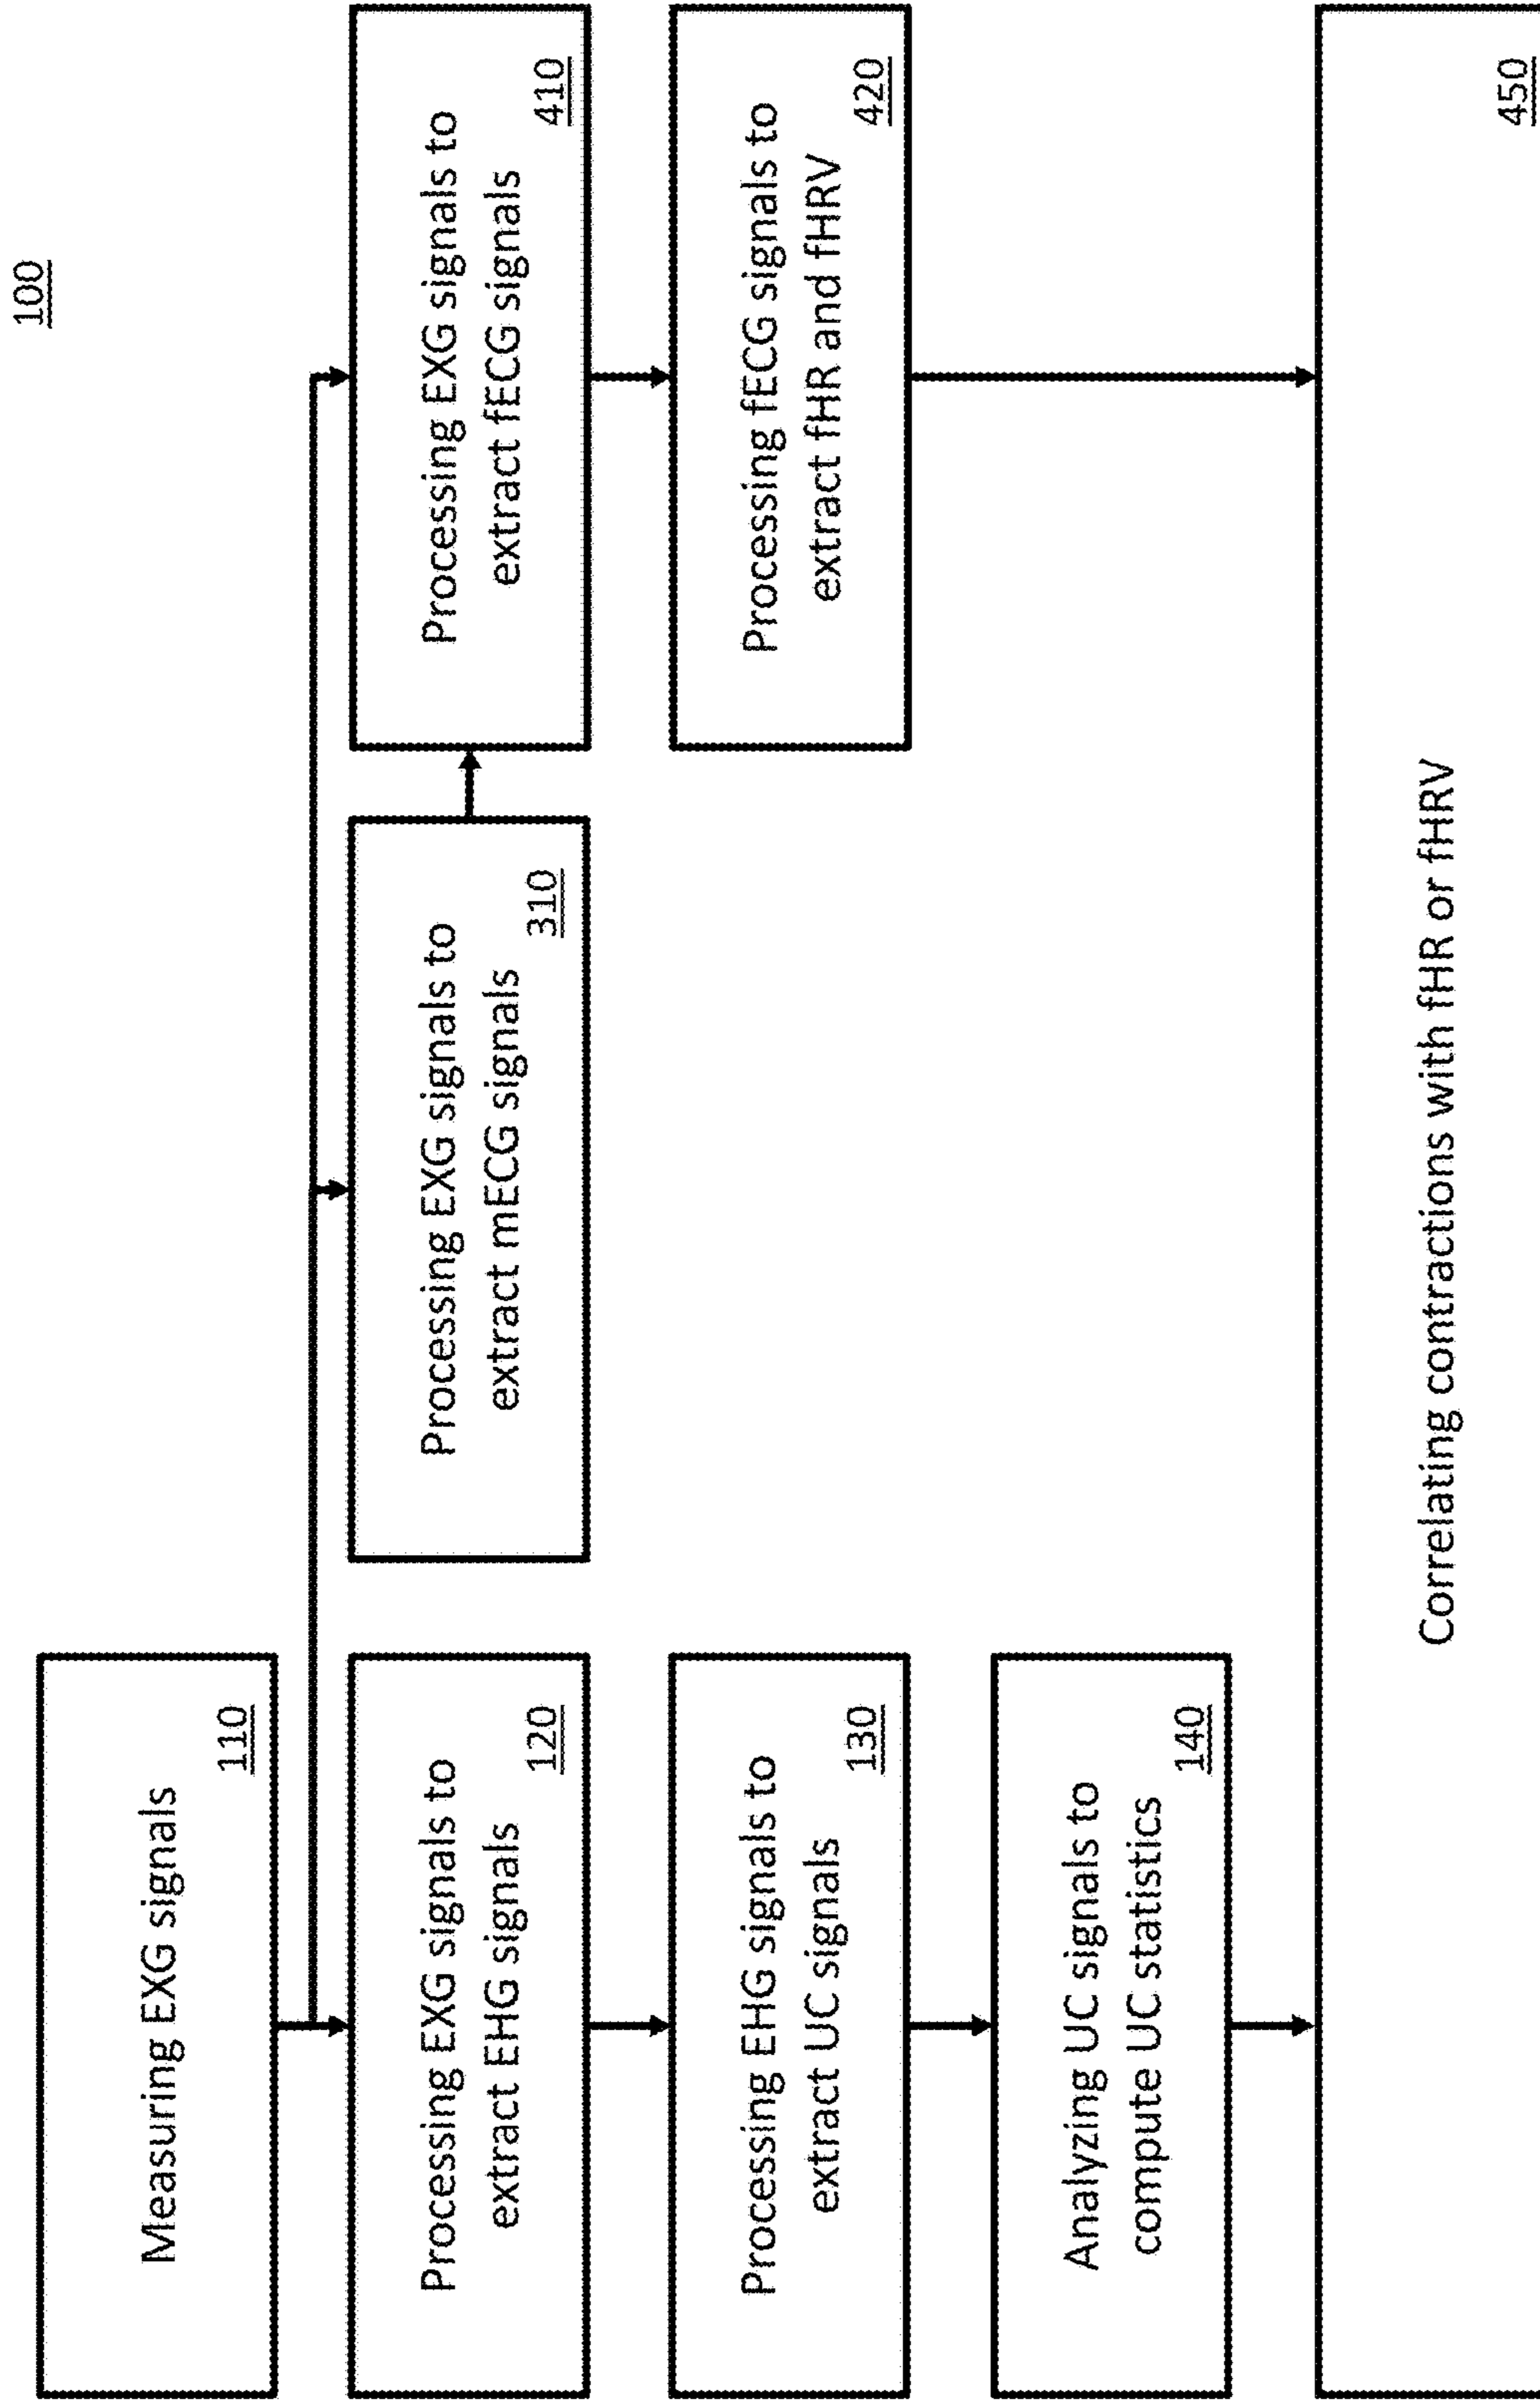 100
Measuring EXG signals
110
Processing EXG signals to
extract EHG signals
120
Processing EXG signals to
extract mECG signals
310
Processing EXG signals to
extract fECG signals
410
Processing EHG signals to
extract UC signals
130
Processing fECG signals to
extract fHR and fHRV
420
Analyzing UC signals to
compute UC statistics
140
Correlating contractions with fHR or fHRV
450